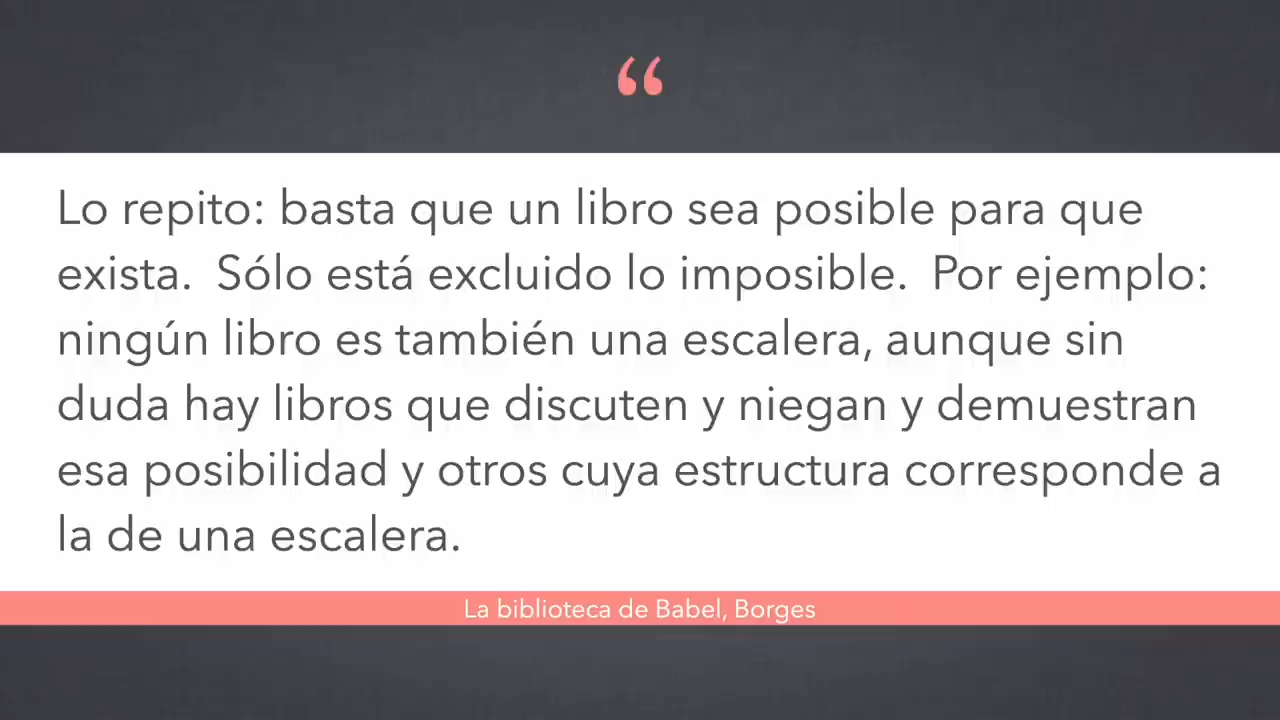 “
Lo repito: basta que un libro sea posible para que
exista. Sólo está excluido lo imposible. Por ejemplo:
ningún libro es también una escalera, aunque sin
duda hay libros que discuten y niegan y demuestran
esa posibilidad y otros cuya estructura corresponde a
la de una escalera.
La biblioteca de Babel, Borges